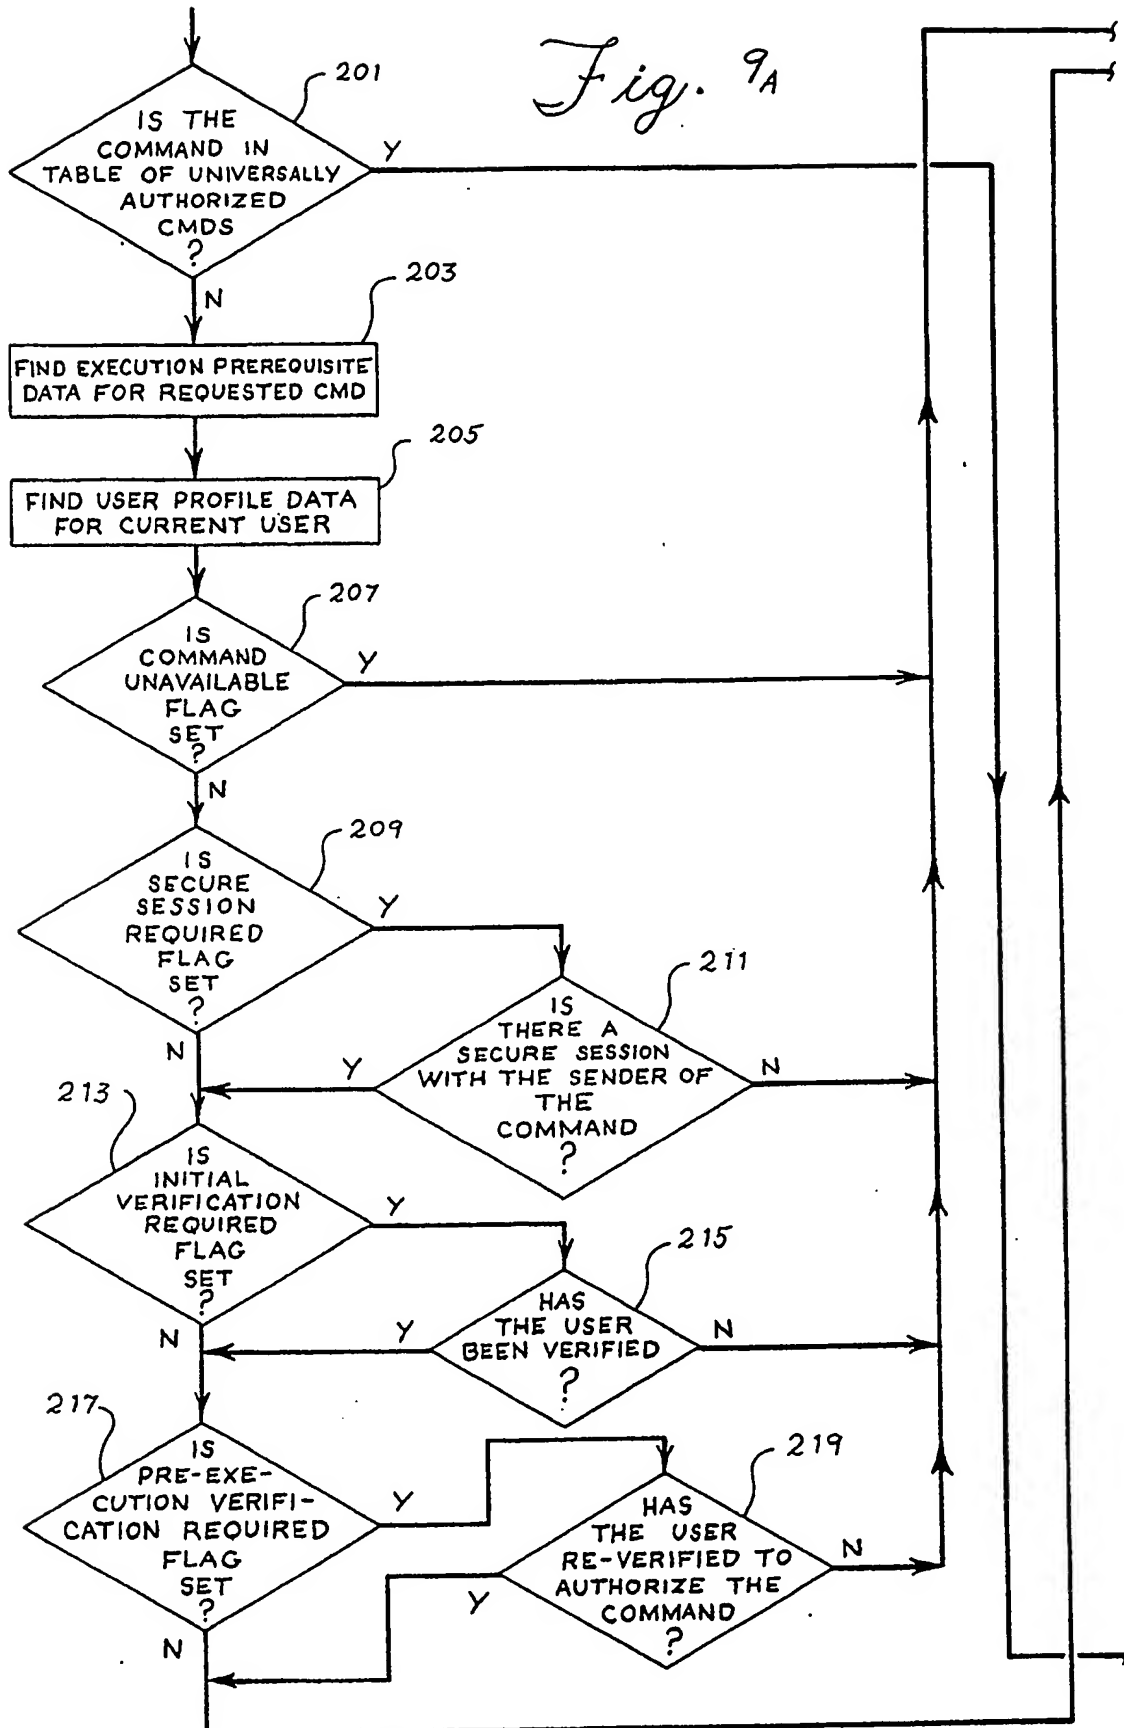 Fig. 9A
201
IS THE
COMMAND IN
TABLE OF UNIVERSALLY
AUTHORIZED
CMDS
?
Y
N
203
FIND EXECUTION PREREQUISITE
DATA FOR REQUESTED CMD
205
FIND USER PROFILE DATA
FOR CURRENT USER
207
IS
COMMAND
UNAVAILABLE
FLAG
SET
?
Y
N
209
IS
SECURE
SESSION
REQUIRED
FLAG
SET
?
Y
N
211
IS
THERE A
SECURE SESSION
WITH THE SENDER OF
THE
COMMAND
?
Y
N
213
IS
INITIAL
VERIFICATION
REQUIRED
FLAG
SET
?
Y
N
215
HAS
THE USER
BEEN VERIFIED
?
Y
N
217
IS
PRE-EXE-
CUTION VERIFI-
CATION REQUIRED
FLAG
SET
?
Y
N
219
HAS
THE USER
RE-VERIFIED TO
AUTHORIZE THE
COMMAND
?
Y
N